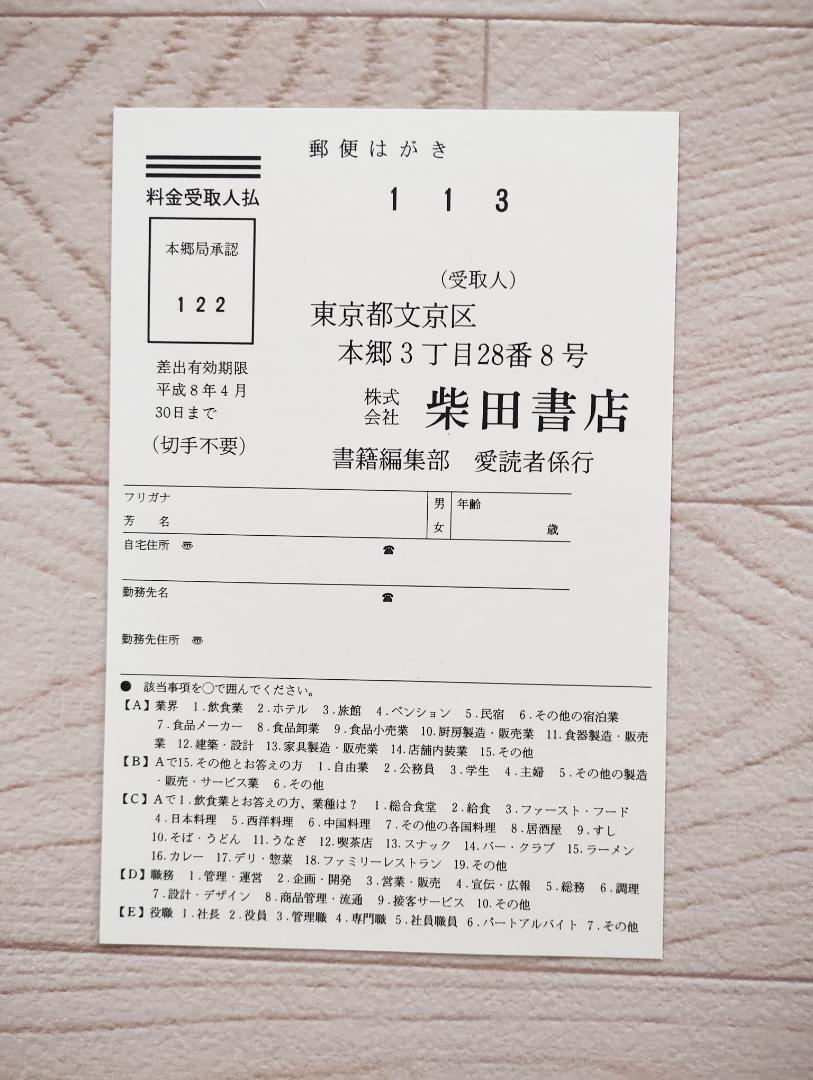 郵便はがき
料金受取人払
113
本郷局承認
122
差出有効期限
平成8年4月
30日まで
(切手不要)
(受取人)
東京都文京区
本郷3丁目28番8号
株式
会社 柴田書店
書籍編集部 愛読者係行
フリガナ
芳 名
男
女
年齢
歳
自宅住所 〠 ☎
勤務先名 ☎
勤務先住所 〠
● 該当事項を○で囲んでください。
【A】業界 1.飲食業 2.ホテル 3.旅館 4.ペンション 5.民宿 6.その他の宿泊業
7.食品メーカー 8.食品卸業 9.食品小売業 10.厨房製造・販売業 11.食器製造・販売
業 12.建築・設計 13.家具製造・販売業 14.店舗内装業 15.その他
【B】Aで15.その他とお答えの方 1.自由業 2.公務員 3.学生 4.主婦 5.その他の製造
・販売・サービス業 6.その他
【C】Aで1.飲食業とお答えの方、業種は? 1.総合食堂 2.給食 3.ファースト・フード
4.日本料理 5.西洋料理 6.中国料理 7.その他の各国料理 8.居酒屋 9.すし
10.そば・うどん 11.うなぎ 12.喫茶店 13.スナック 14.バー・クラブ 15.ラーメン
16.カレー 17.デリ・惣菜 18.ファミリーレストラン 19.その他
【D】職務 1.管理・運営 2.企画・開発 3.営業・販売 4.宣伝・広報 5.総務 6.調理
7.設計・デザイン 8.商品管理・流通 9.接客サービス 10.その他
【E】役職 1.社長 2.役員 3.管理職 4.専門職 5.社員職員 6.パートアルバイト 7.その他